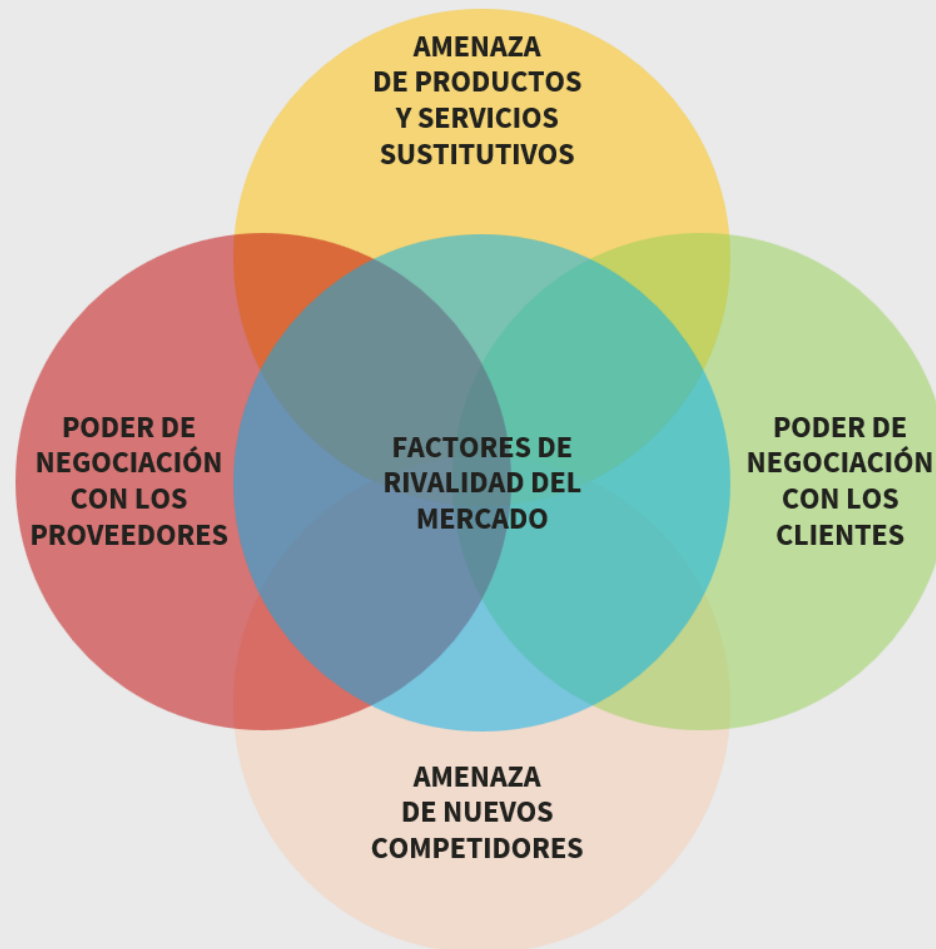 AMENAZA
DE PRODUCTOS
Y SERVICIOS
SUSTITUTIVOS
PODER DE
NEGOCIACIÓN
CON LOS
PROVEEDORES
FACTORES DE
RIVALIDAD DEL
MERCADO
PODER DE
NEGOCIACIÓN
CON LOS
CLIENTES
AMENAZA
DE NUEVOS
COMPETIDORES